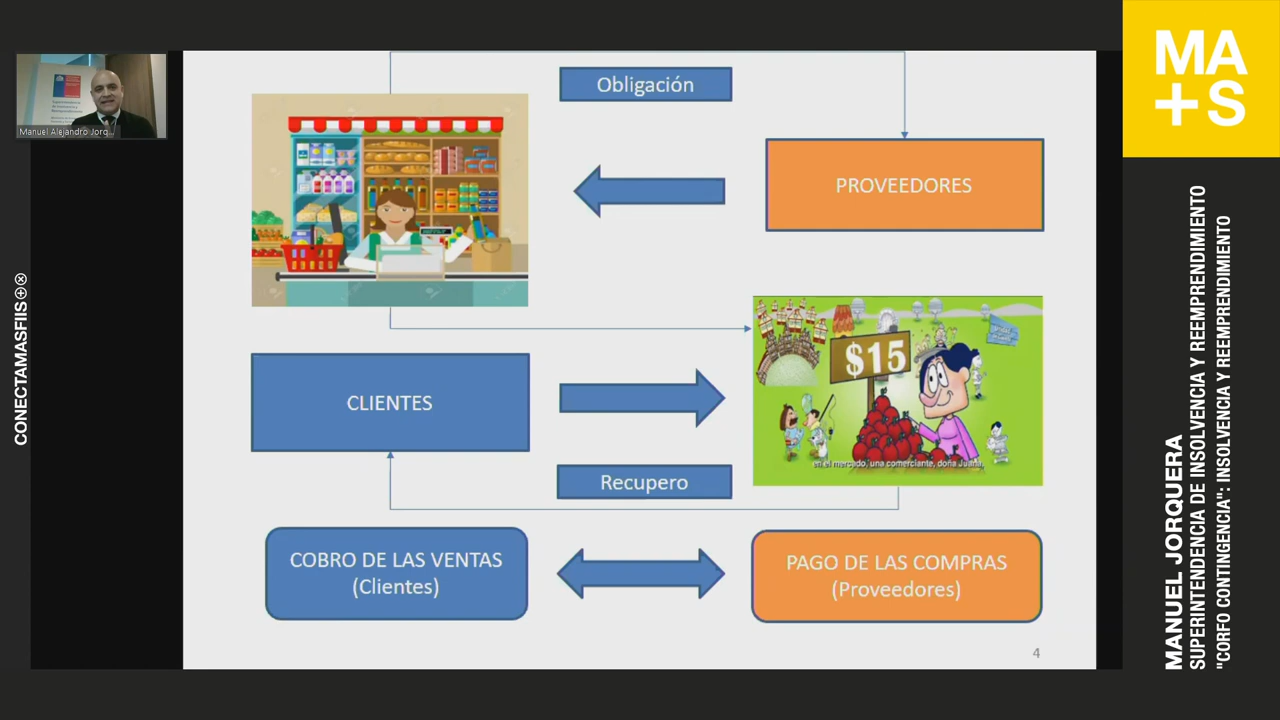 Obligación
PROVEEDORES
CLIENTES
$15
en el mercado, una comerciante, doña Juana,
Recupero
COBRO DE LAS VENTAS
(Clientes)
PAGO DE LAS COMPRAS
(Proveedores)
4
Manuel Alejandro Jorq...
CONECTAMASFIIS
MA
+S
MANUEL JORQUERA
SUPERINTENDENCIA DE INSOLVENCIA Y REEMPRENDIMIENTO
"CORFO CONTINGENCIA": INSOLVENCIA Y REEMPRENDIMIENTO